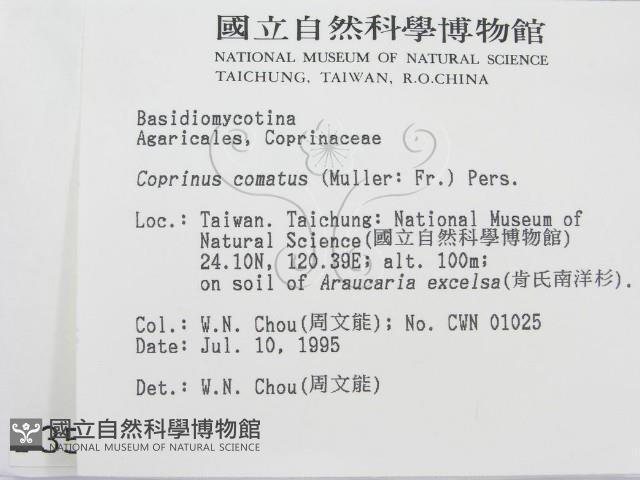 國立自然科學博物館
NATIONAL MUSEUM OF NATURAL SCIENCE
TAICHUNG, TAIWAN, R.O.CHINA
Basidiomycotina
Agaricales, Coprinaceae
Coprinus comatus (Muller: Fr.) Pers.
Loc.: Taiwan. Taichung: National Museum of
Natural Science(國立自然科學博物館)
24.10N, 120.39E; alt. 100m;
on soil of Araucaria excelsa(肯氏南洋杉).
Col.: W.N. Chou(周文能); No. CWN 01025
Date: Jul. 10, 1995
Det.: W.N. Chou(周文能)
國立自然科學博物館
NATIONAL MUSEUM OF NATURAL SCIENCE